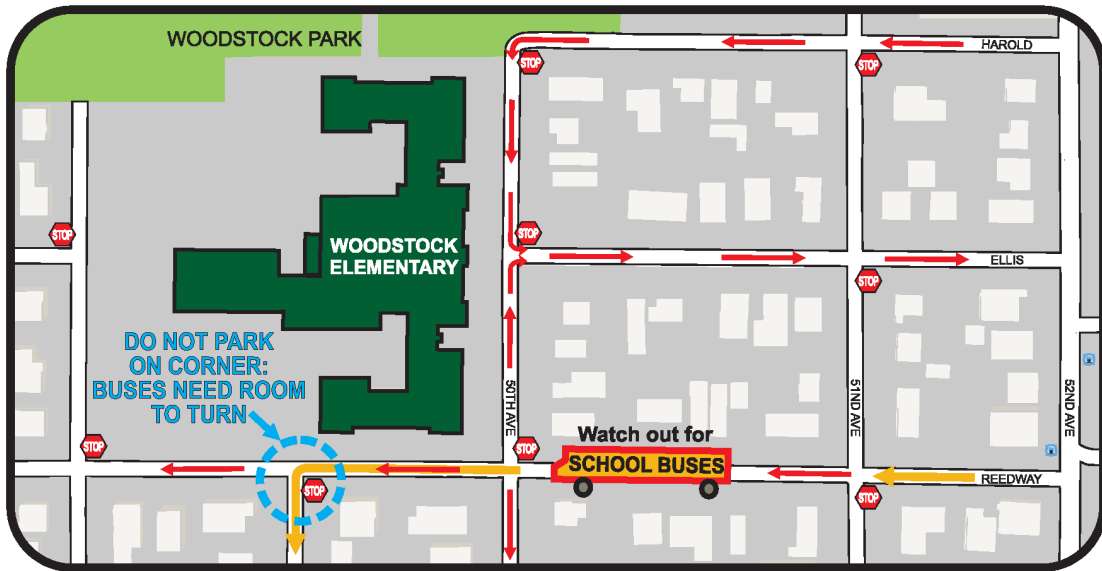 WOODSTOCK PARK
HAROLD
STOP
STOP
STOP
STOP
WOODSTOCK
ELEMENTARY
ELLIS
STOP
DO NOT PARK
ON CORNER:
BUSES NEED ROOM
TO TURN
50TH AVE
51ND AVE
52ND AVE
STOP
STOP
Watch out for
SCHOOL BUSES
REEDWAY
STOP
STOP